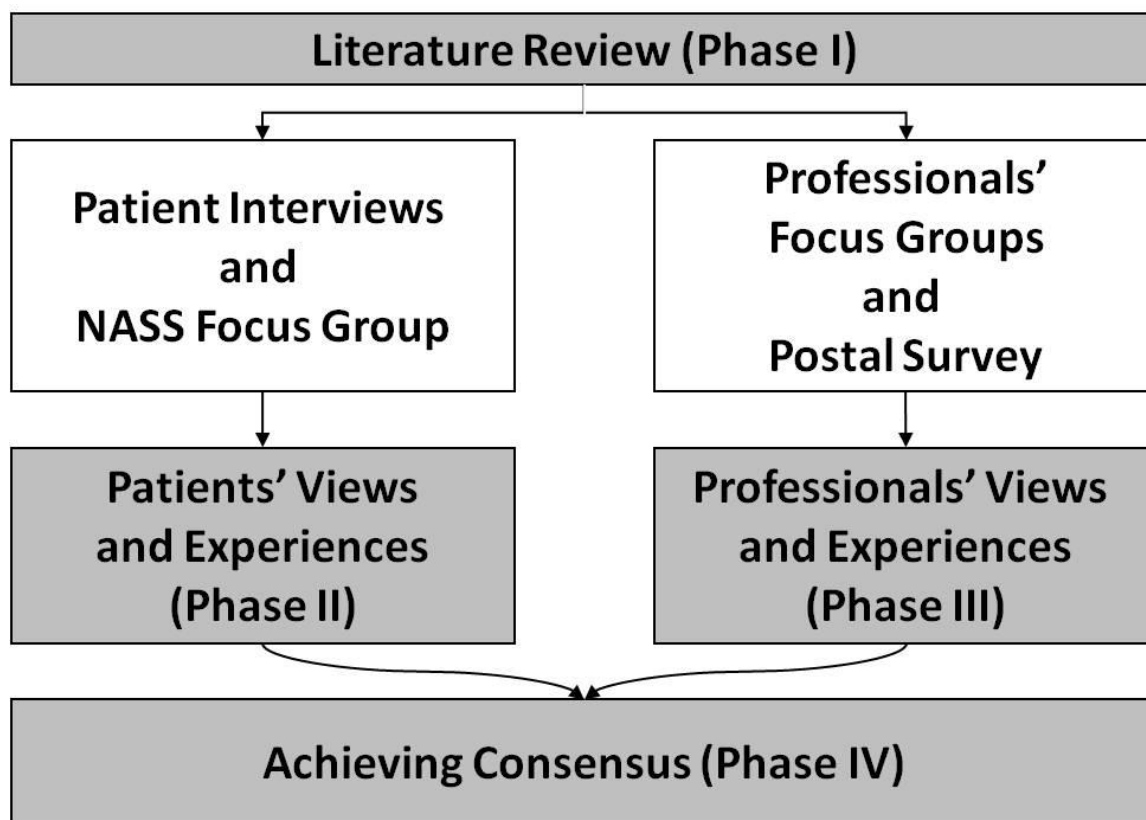 Literature Review (Phase I)
Patient Interviews
and
NASS Focus Group
Professionals’
Focus Groups
and
Postal Survey
Patients’ Views
and Experiences
(Phase II)
Professionals’ Views
and Experiences
(Phase III)
Achieving Consensus (Phase IV)